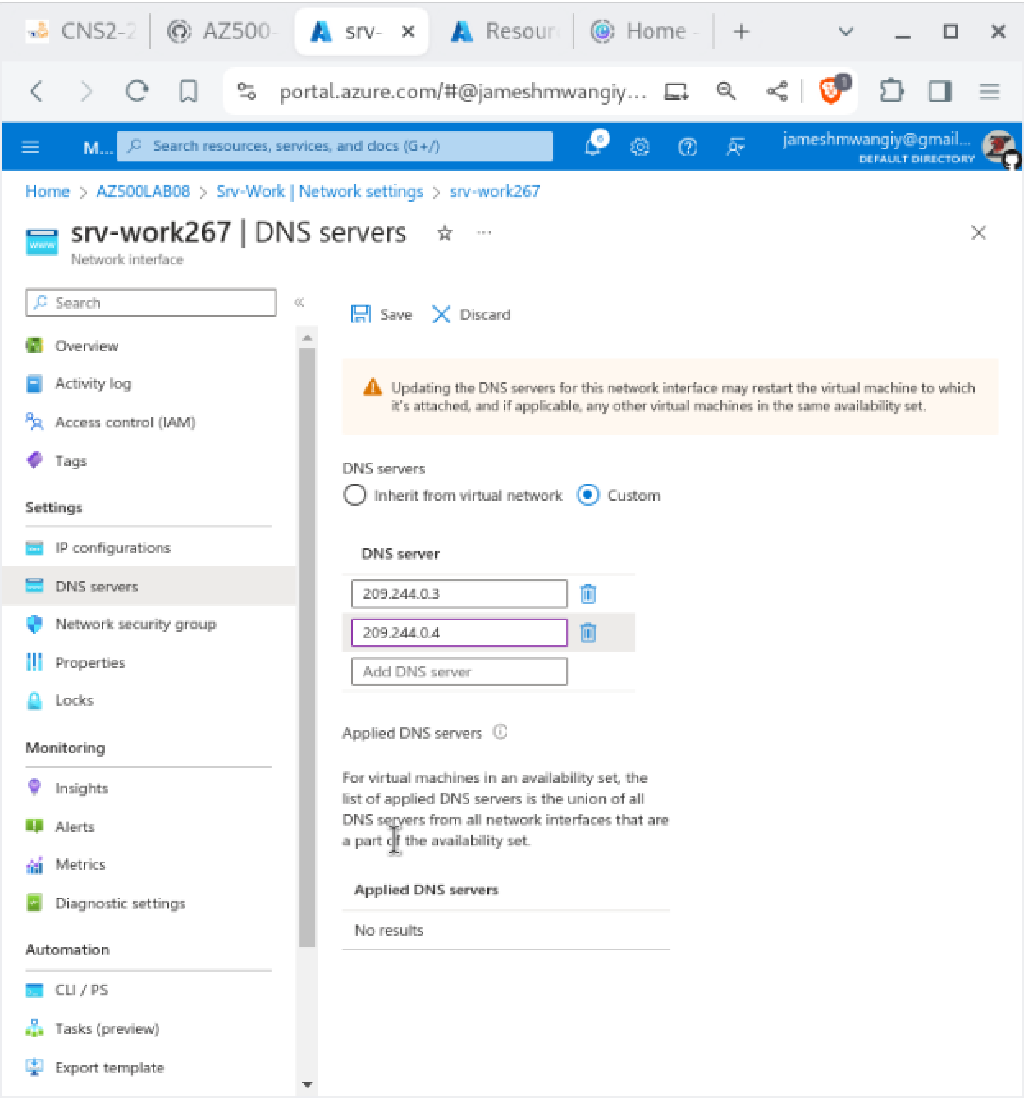 CNS2-2
AZ500-
srv-
Resour
Home -
portal.azure.com/#@jameshmwangiy...
1
M...
Search resources, services, and docs (G+/)
jameshmwangiy@gmail...
DEFAULT DIRECTORY
Home > AZ500LAB08 > Srv-Work | Network settings > srv-work267
srv-work267 | DNS servers
Network interface
Search
Overview
Activity log
Access control (IAM)
Tags
Settings
IP configurations
DNS servers
Network security group
Properties
Locks
Monitoring
Insights
Alerts
Metrics
Diagnostic settings
Automation
CLI / PS
Tasks (preview)
Export template
Save
Discard
Updating the DNS servers for this network interface may restart the virtual machine to which
it's attached, and if applicable, any other virtual machines in the same availability set.
DNS servers
Inherit from virtual network
Custom
DNS server
209.244.0.3
209.244.0.4
Add DNS server
Applied DNS servers
For virtual machines in an availability set, the
list of applied DNS servers is the union of all
DNS servers from all network interfaces that are
a part of the availability set.
Applied DNS servers
No results